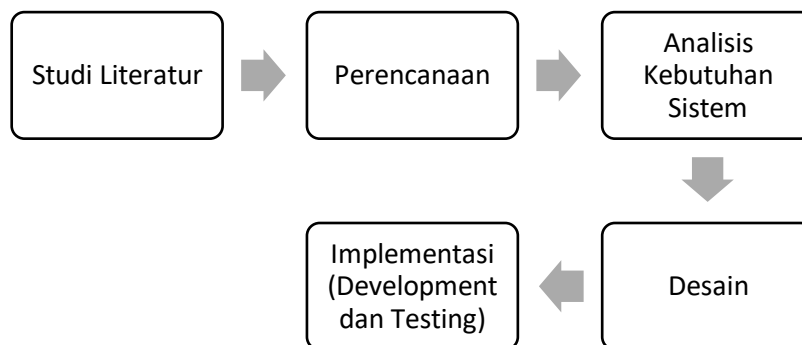 Studi Literatur
Perencanaan
Analisis
Kebutuhan
Sistem
Desain
Implementasi
(Development
dan Testing)